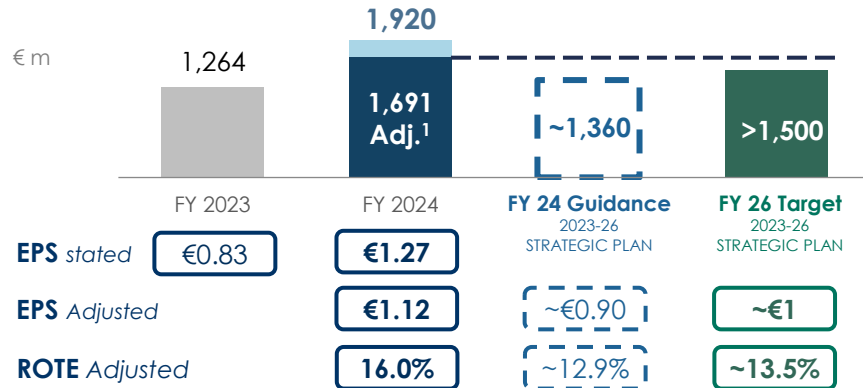 1,920
€ m
1,264
1,691
Adj.1
~1,360
>1,500
FY 2023
FY 2024
FY 24 Guidance
2023-26
STRATEGIC PLAN
FY 26 Target
2023-26
STRATEGIC PLAN
EPS stated €0.83 €1.27
EPS Adjusted €1.12 ~€0.90 ~€1
ROTE Adjusted 16.0% ~12.9% ~13.5%